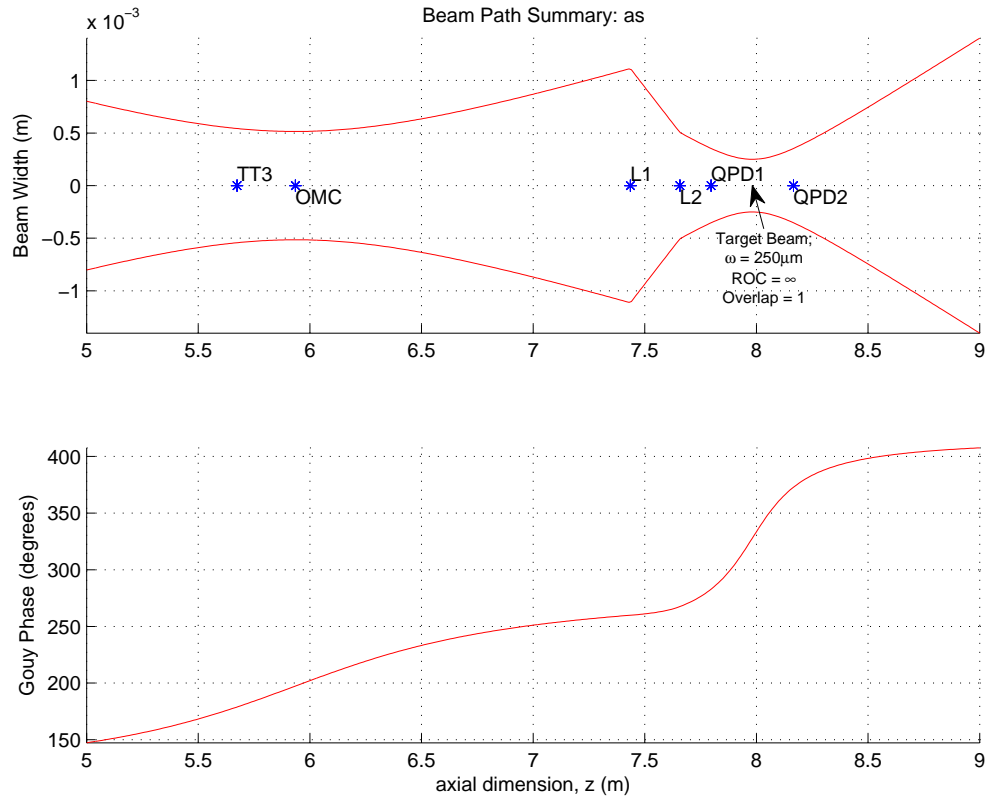 Beam Path Summary: as
x 10⁻³
Beam Width (m)
1
0.5
0
−0.5
−1
TT3
OMC
L1
L2
QPD1
QPD2
Target Beam;
ω = 250μm
ROC = ∞
Overlap = 1
5 5.5 6 6.5 7 7.5 8 8.5 9
Gouy Phase (degrees)
400
350
300
250
200
150
5 5.5 6 6.5 7 7.5 8 8.5 9
axial dimension, z (m)